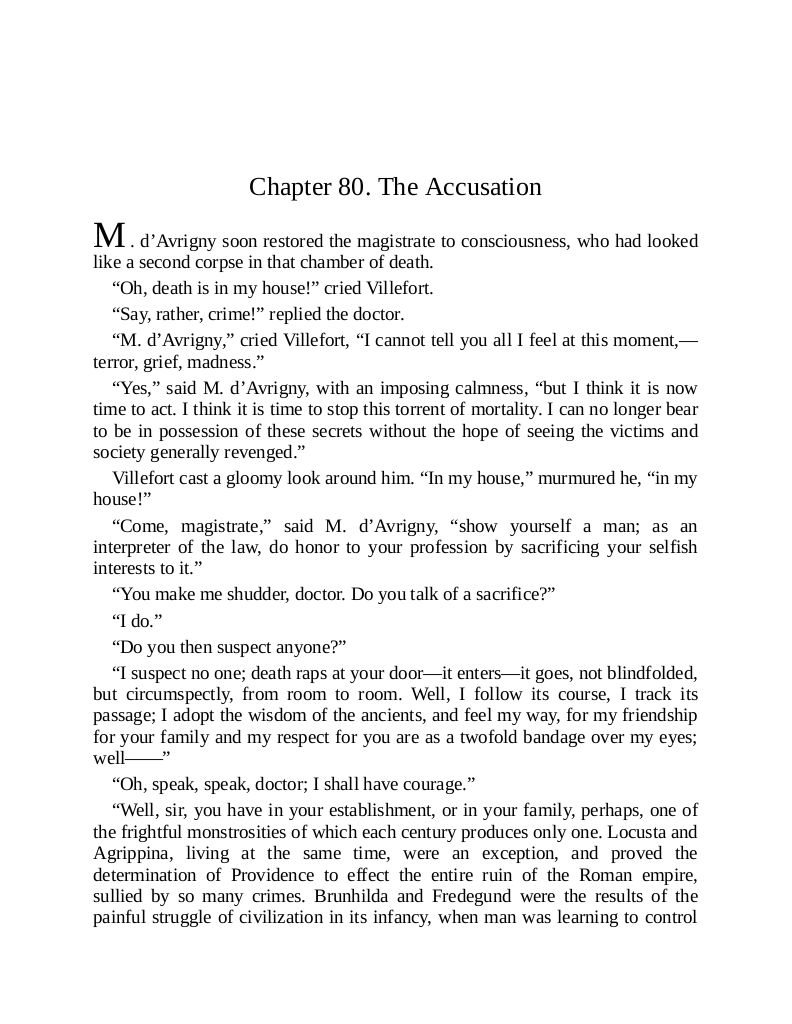 Chapter 80. The Accusation
M. d’Avrigny soon restored the magistrate to consciousness, who had looked
like a second corpse in that chamber of death.
“Oh, death is in my house!” cried Villefort.
“Say, rather, crime!” replied the doctor.
“M. d’Avrigny,” cried Villefort, “I cannot tell you all I feel at this moment,—
terror, grief, madness.”
“Yes,” said M. d’Avrigny, with an imposing calmness, “but I think it is now
time to act. I think it is time to stop this torrent of mortality. I can no longer bear
to be in possession of these secrets without the hope of seeing the victims and
society generally revenged.”
Villefort cast a gloomy look around him. “In my house,” murmured he, “in my
house!”
“Come, magistrate,” said M. d’Avrigny, “show yourself a man; as an
interpreter of the law, do honor to your profession by sacrificing your selfish
interests to it.”
“You make me shudder, doctor. Do you talk of a sacrifice?”
“I do.”
“Do you then suspect anyone?”
“I suspect no one; death raps at your door—it enters—it goes, not blindfolded,
but circumspectly, from room to room. Well, I follow its course, I track its
passage; I adopt the wisdom of the ancients, and feel my way, for my friendship
for your family and my respect for you are as a twofold bandage over my eyes;
well——”
“Oh, speak, speak, doctor; I shall have courage.”
“Well, sir, you have in your establishment, or in your family, perhaps, one of
the frightful monstrosities of which each century produces only one. Locusta and
Agrippina, living at the same time, were an exception, and proved the
determination of Providence to effect the entire ruin of the Roman empire,
sullied by so many crimes. Brunhilda and Fredegund were the results of the
painful struggle of civilization in its infancy, when man was learning to control